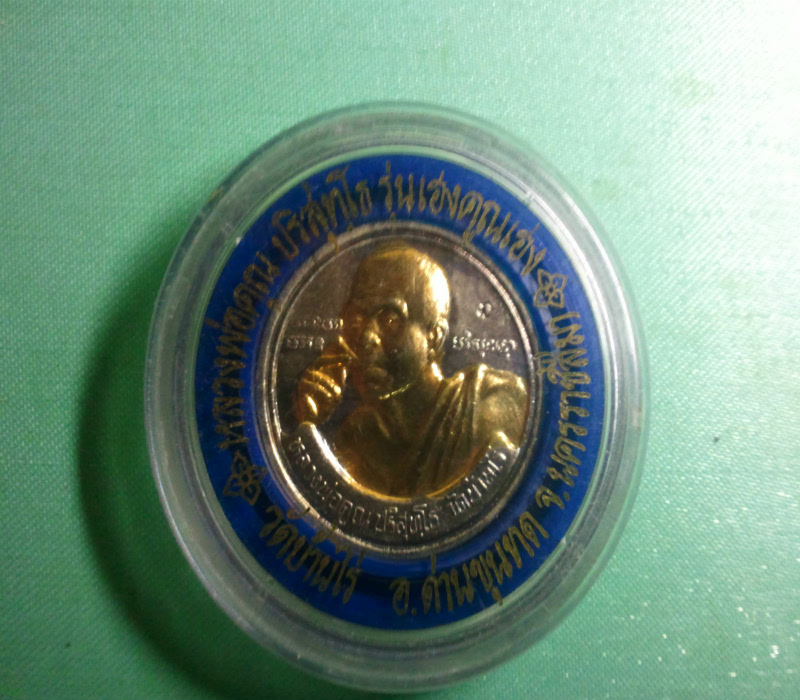 หลวงพ่อคูณ ปริสุทฺโธ รุ่นเฮงคูณเฮง
วัดบ้านไร่ อ.ด่านขุนทด จ.นครราชสีมา
หลวงพ่อคูณ ปริสุทฺโธ วัดบ้านไร่